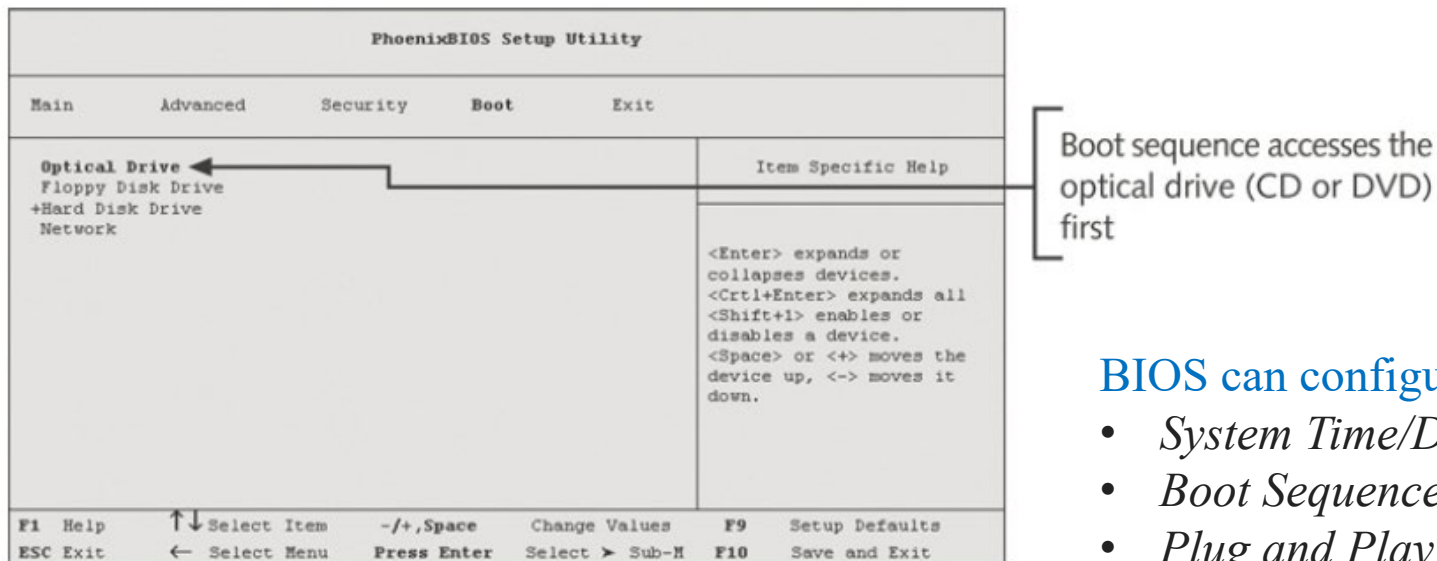 PhoenixBIOS Setup Utility
Main Advanced Security Boot Exit
Optical Drive
Floppy Disk Drive
+Hard Disk Drive
Network
Item Specific Help
<Enter> expands or
collapses devices.
<Crtl+Enter> expands all
<Shift+1> enables or
disables a device.
<Space> or <+> moves the
device up, <-> moves it
down.
F1 Help ↑↓ Select Item -/+,Space Change Values F9 Setup Defaults
ESC Exit ← Select Menu Press Enter Select ➤ Sub-M F10 Save and Exit
Boot sequence accesses the
optical drive (CD or DVD)
first
BIOS can
• System
• Boot Sequence
• Plug and Play